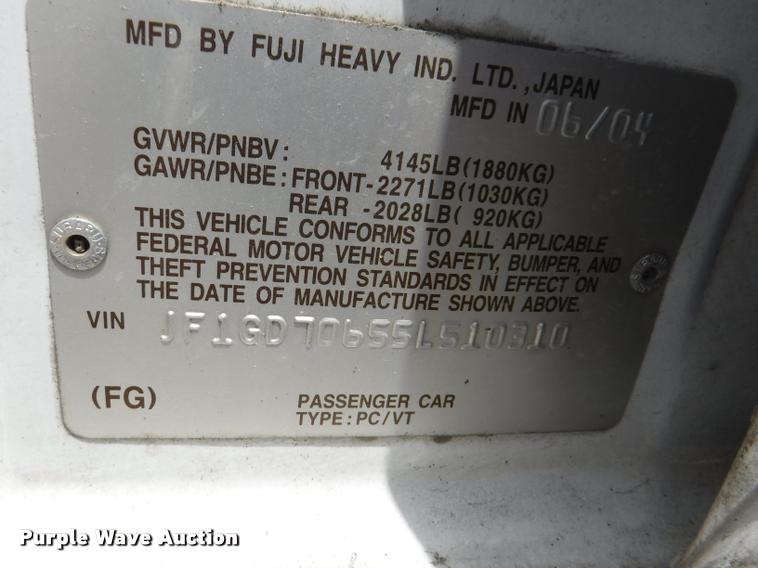 MFD BY FUJI HEAVY IND. LTD., JAPAN
MFD IN 06/04
GVWR/PNBV: 4145LB(1880KG)
GAWR/PNBE: FRONT-2271LB(1030KG)
REAR -2028LB( 920KG)
THIS VEHICLE CONFORMS TO ALL APPLICABLE
FEDERAL MOTOR VEHICLE SAFETY, BUMPER, AND
THEFT PREVENTION STANDARDS IN EFFECT ON
THE DATE OF MANUFACTURE SHOWN ABOVE.
VIN JF1GD70655L510310
(FG) PASSENGER CAR
TYPE:PC/VT
Purple Wave Auction